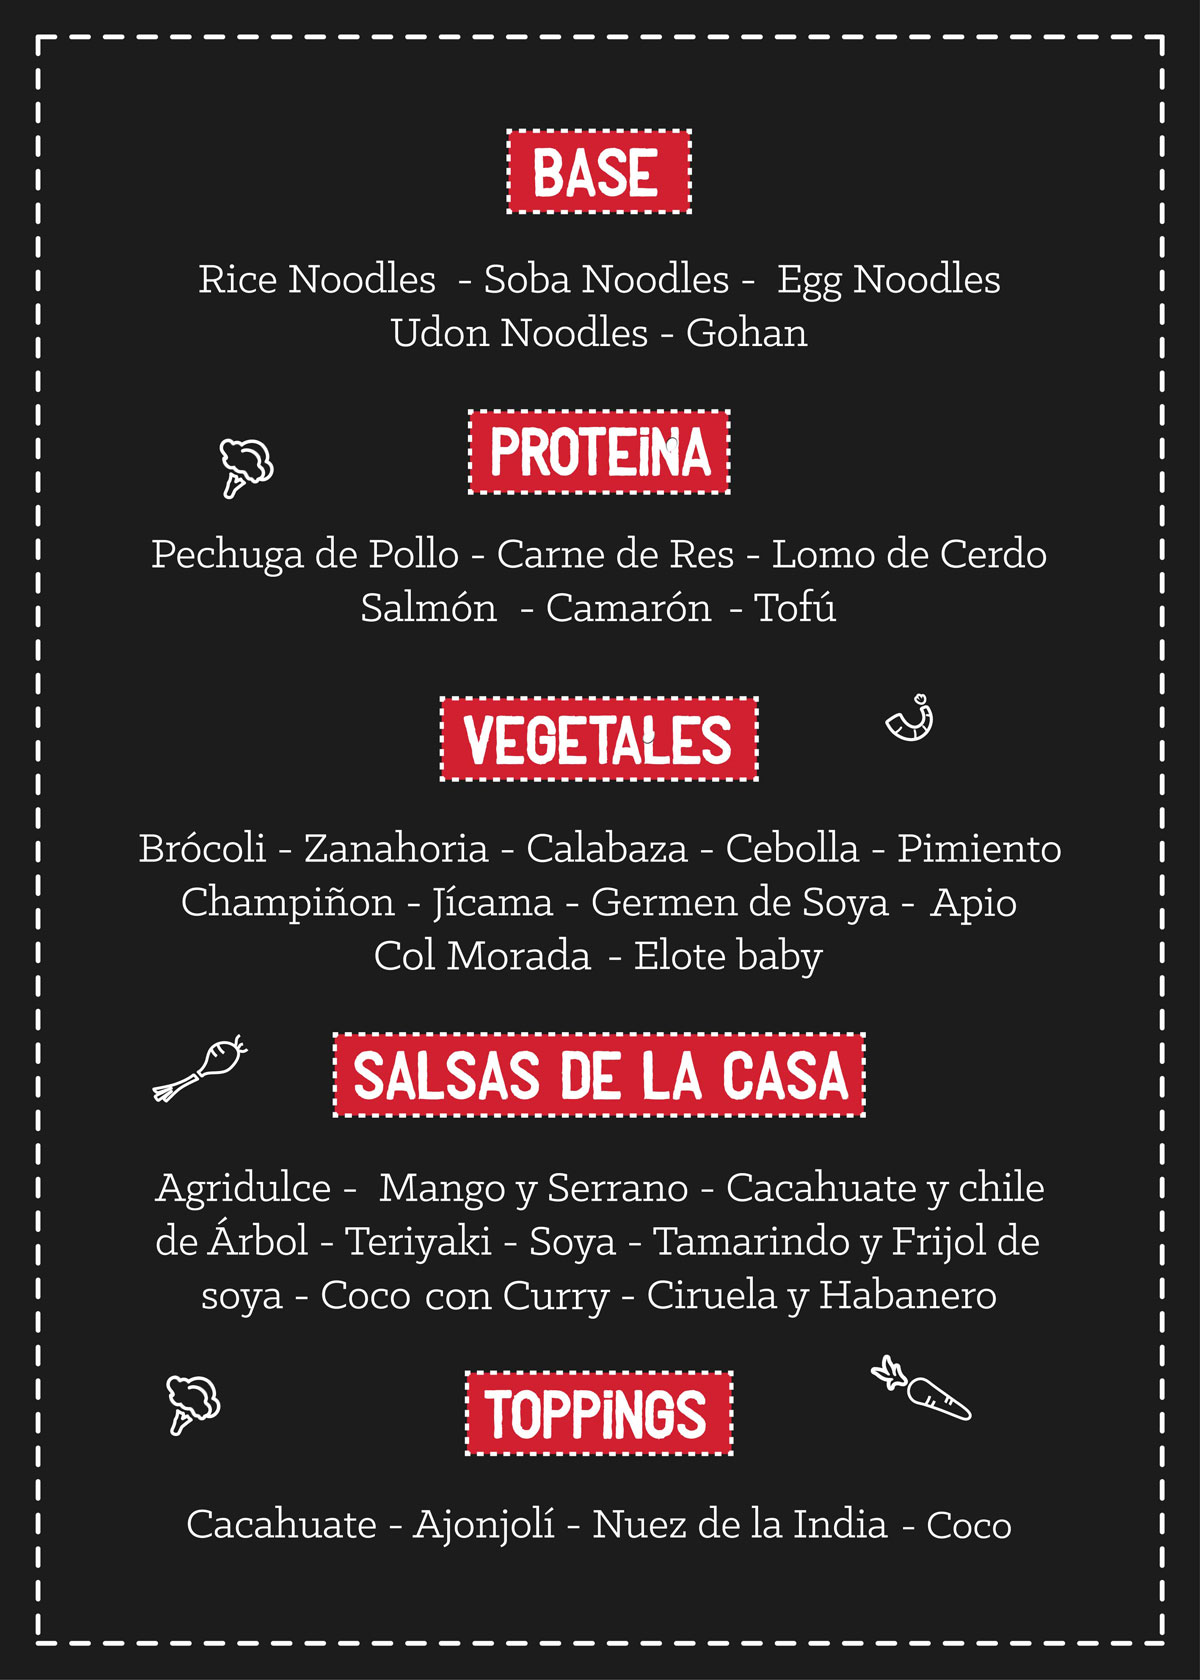 BASE
Rice Noodles - Soba Noodles - Egg Noodles
Udon Noodles - Gohan
PROTEiNA
Pechuga de Pollo - Carne de Res - Lomo de Cerdo
Salmón - Camarón - Tofú
VEGETALES
Brócoli - Zanahoria - Calabaza - Cebolla - Pimiento
Champiñon - Jícama - Germen de Soya - Apio
Col Morada - Elote baby
SALSAS DE LA CASA
Agridulce - Mango y Serrano - Cacahuate y chile
de Árbol - Teriyaki - Soya - Tamarindo y Frijol de
soya - Coco con Curry - Ciruela y Habanero
TOPPiNGS
Cacahuate - Ajonjolí - Nuez de la India - Coco